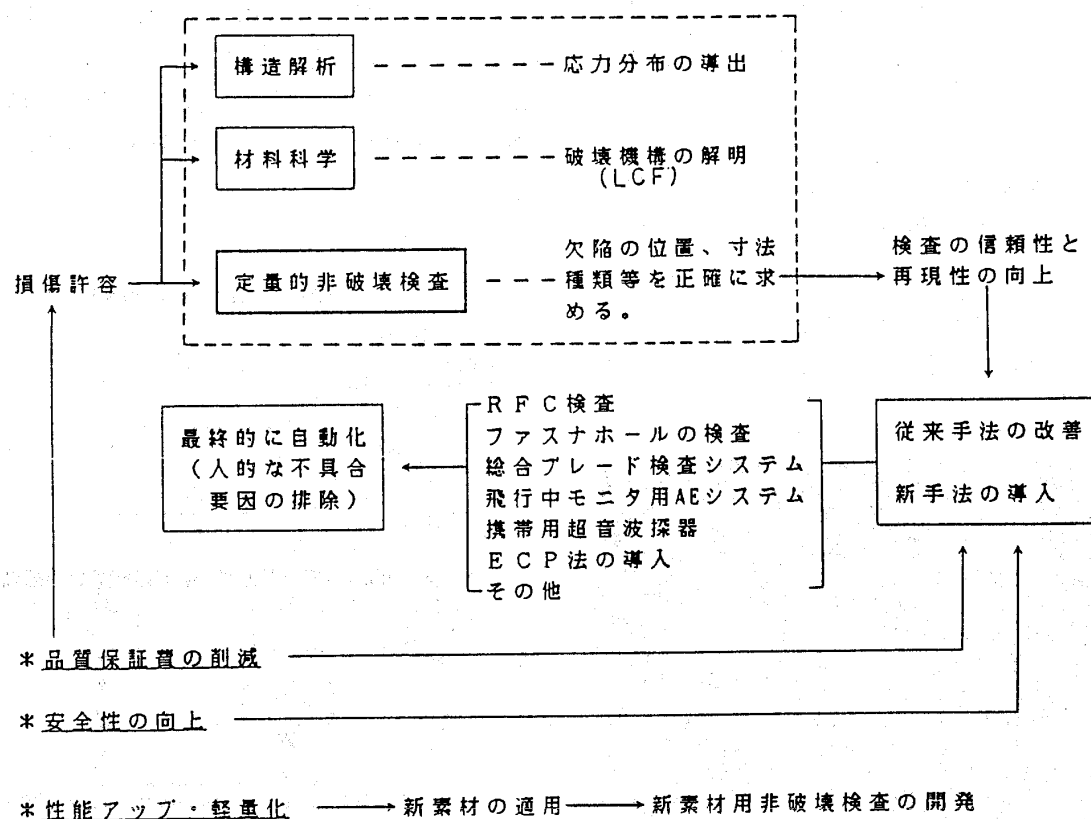 構造解析
応力分布の導出
材料科学
破壊機構の解明
(LCF)
損傷許容
定量的非破壊検査
欠陥の位置、寸法
種類等を正確に求
める。
検査の信頼性と
再現性の向上
最終的に自動化
(人的な不具合
要因の排除)
RFC検査
ファスナホールの検査
総合ブレード検査システム
飛行中モニタ用AEシステム
携帯用超音波探器
ECP法の導入
その他
従来手法の改善
新手法の導入
*品質保証費の削減
*安全性の向上
*性能アップ・軽量化
新素材の適用
新素材用非破壊検査の開発